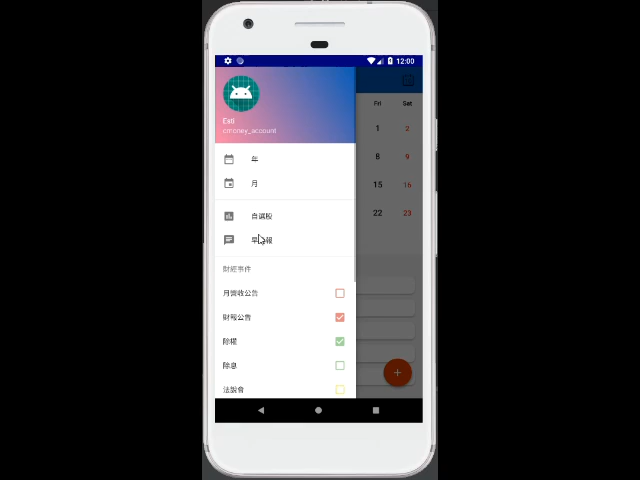 12:00
Esti
cmoney_account
Fri Sat
年
1 2
月
8 9
15 16
自選股
22 23
財經事件
月營收公告
財報公告
除權
除息
法說會